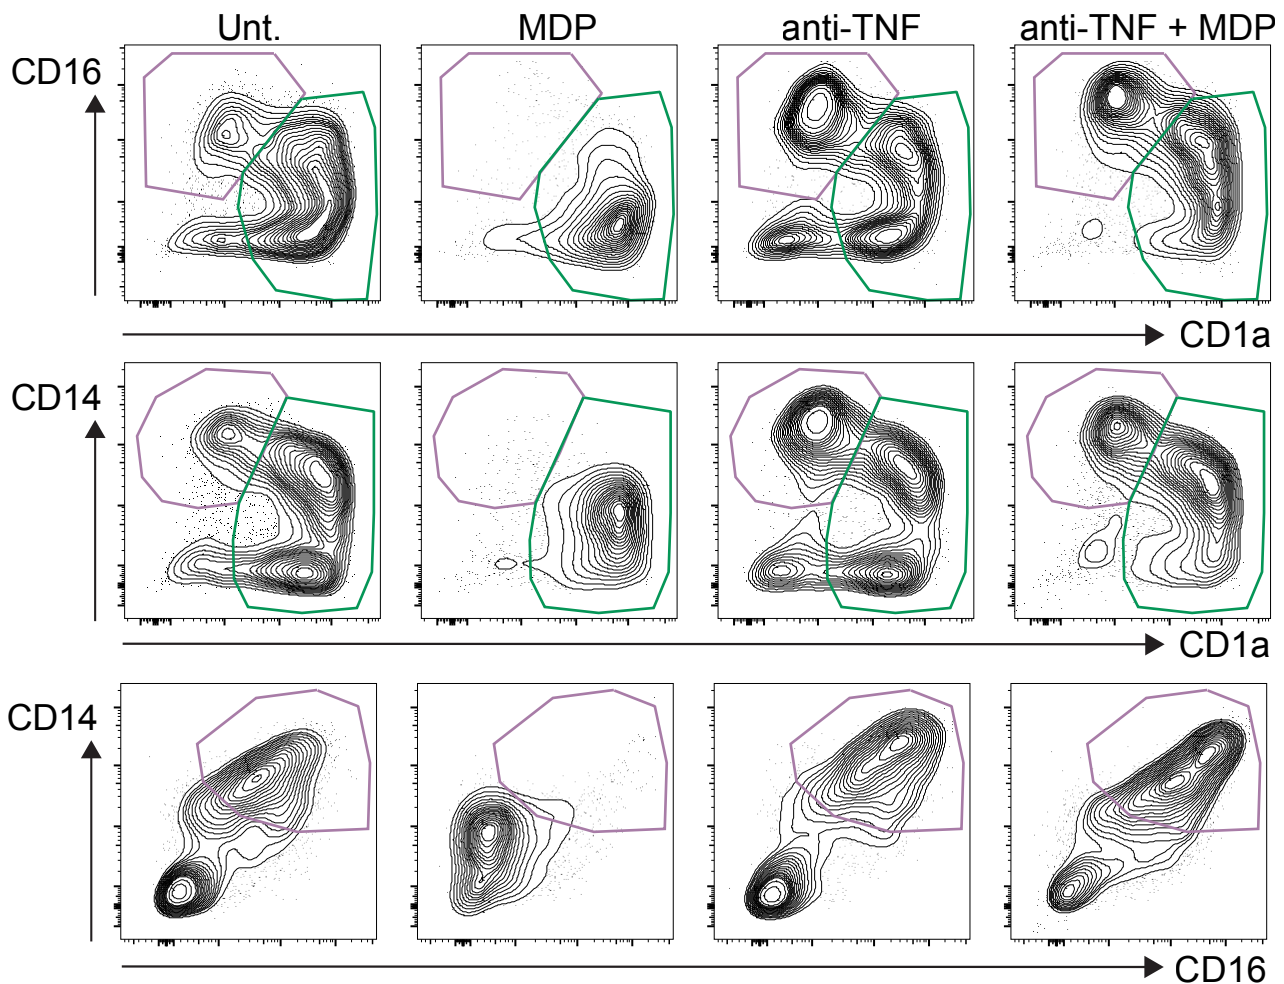 Unt. MDP anti-TNF anti-TNF + MDP
CD16
CD1a
CD14
CD1a
CD14
CD16